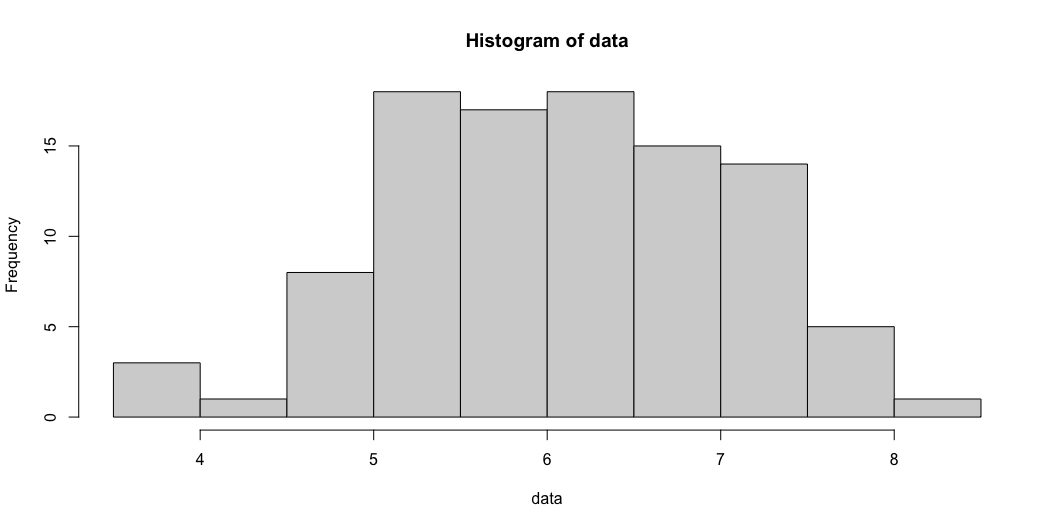 Histogram of data
Frequency
15
10
5
0
4 5 6 7 8
data